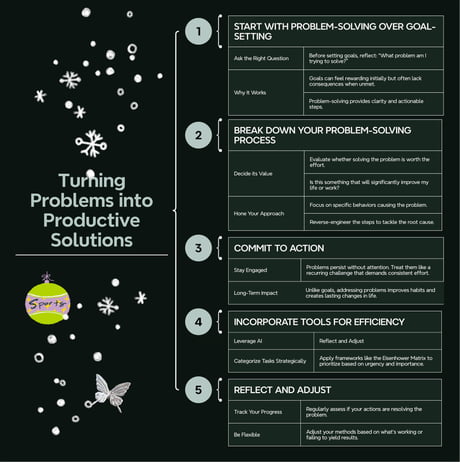 Turning
Problems into
Productive
Solutions
Sports
1
START WITH PROBLEM-SOLVING OVER GOAL-
SETTING
Ask the Right Question
Before setting goals, reflect: "What problem am I
trying to solve?"
Why It Works
Goals can feel rewarding initially but often lack
consequences when unmet.
Problem-solving provides clarity and actionable
steps.
2
BREAK DOWN YOUR PROBLEM-SOLVING
PROCESS
Decide its Value
Evaluate whether solving the problem is worth the
effort.
Is this something that will significantly improve my
life or work?
Hone Your Approach
Focus on specific behaviors causing the problem.
Reverse-engineer the steps to tackle the root cause.
3
COMMIT TO ACTION
Stay Engaged
Problems persist without attention. Treat them like a
recurring challenge that demands consistent effort.
Long-Term Impact
Unlike goals, addressing problems improves habits and
creates lasting changes in life.
4
INCORPORATE TOOLS FOR EFFICIENCY
Leverage AI
Reflect and Adjust
Categorize Tasks Strategically
Apply frameworks like the Eisenhower Matrix to
prioritize based on urgency and importance.
5
REFLECT AND ADJUST
Track Your Progress
Regularly assess if your actions are resolving the
problem.
Be Flexible
Adjust your methods based on what's working or
failing to yield results.